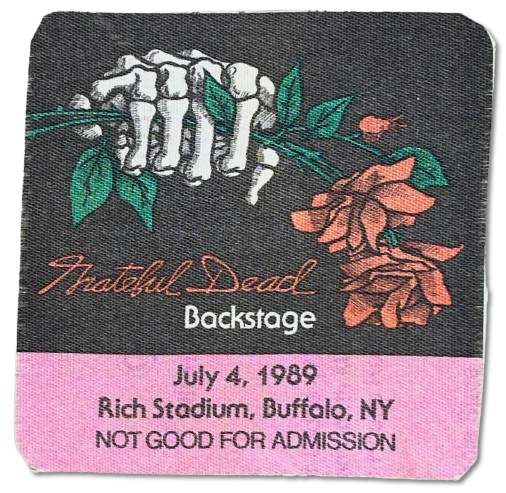 Grateful Dead
Backstage
July 4, 1989
Rich Stadium, Buffalo, NY
NOT GOOD FOR ADMISSION